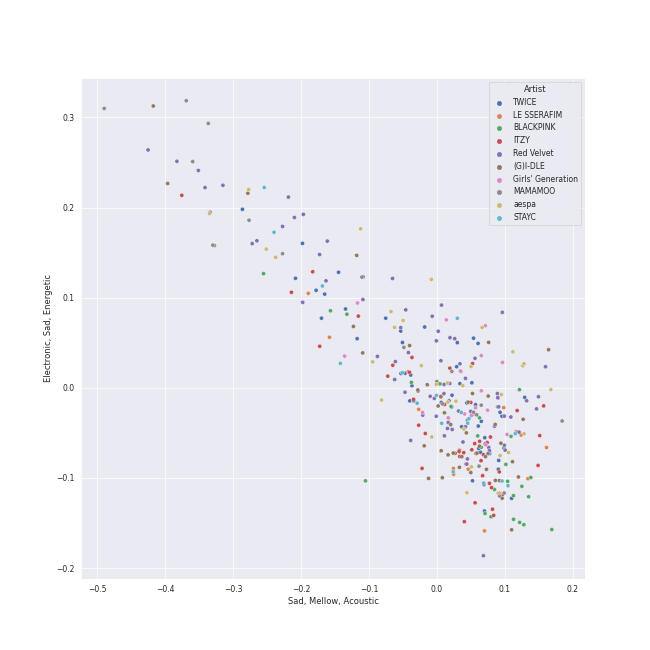 Artist
TWICE
LE SSERAFIM
BLACKPINK
ITZY
Red Velvet
(G)I-DLE
Girls' Generation
MAMAMOO
aespa
STAYC
Electronic, Sad, Energetic
0.3
0.2
0.1
0.0
−0.1
−0.2
−0.5 −0.4 −0.3 −0.2 −0.1 0.0 0.1 0.2
Sad, Mellow, Acoustic